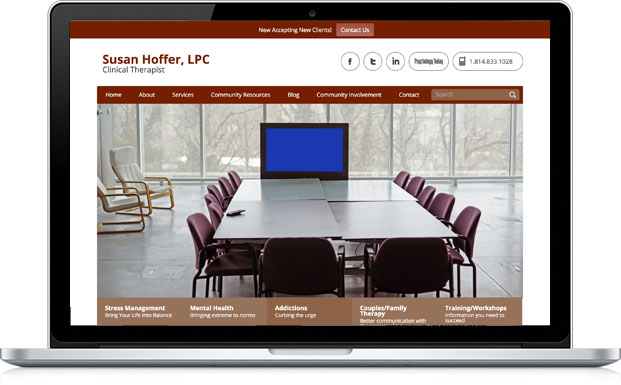 New Accepting New Clients! Contact Us
Susan Hoffer, LPC
Clinical Therapist
f t in Psychology Today 1.814.833.1028
Home About Services Community Resources Blog Community Involvement Contact Search
Stress Management Mental Health Addictions Couples/Family Therapy Training/Workshops
Bring Your Life Into Balance Bringing extreme to norms Curbing the urge Better communication with Information you need to succeed